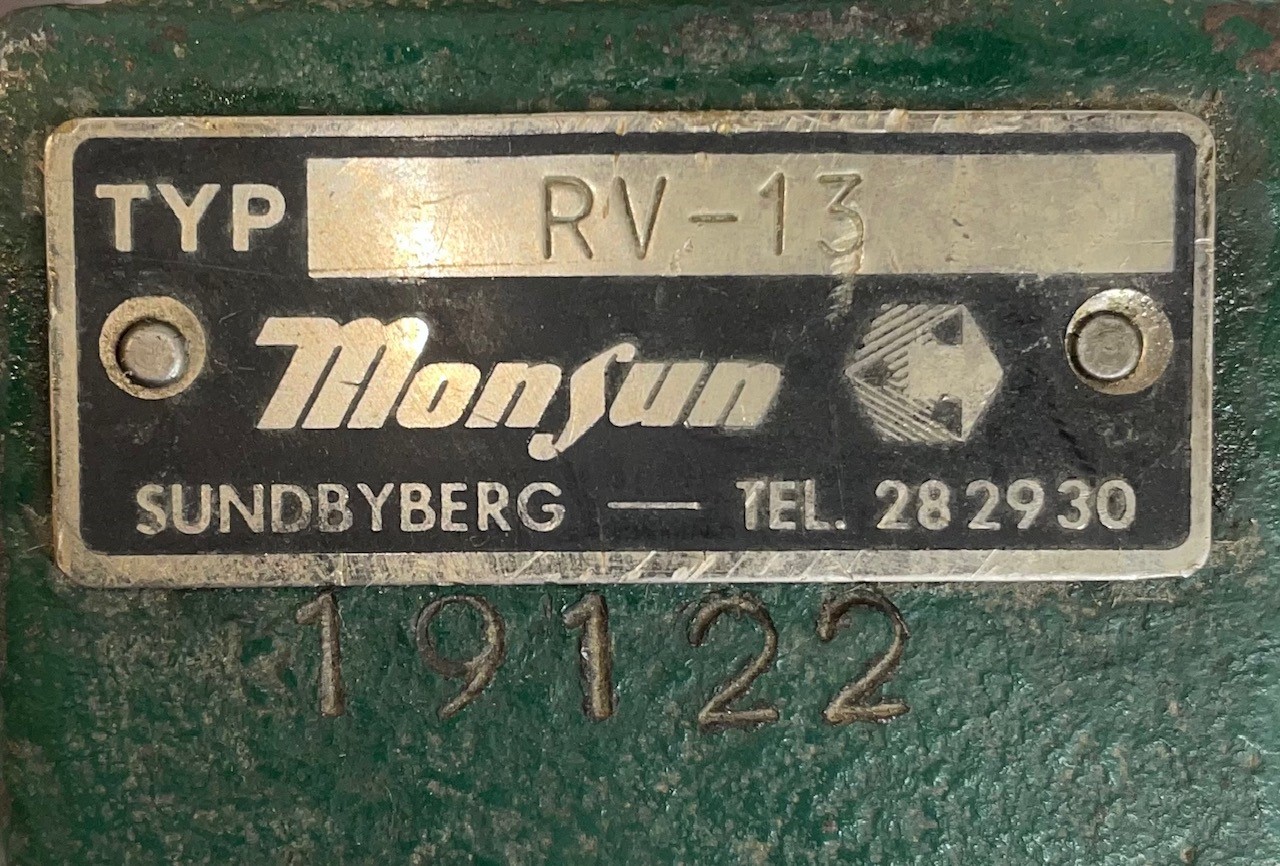 TYP RV-13
Monsun
SUNDBYBERG — TEL. 28 29 30
19122